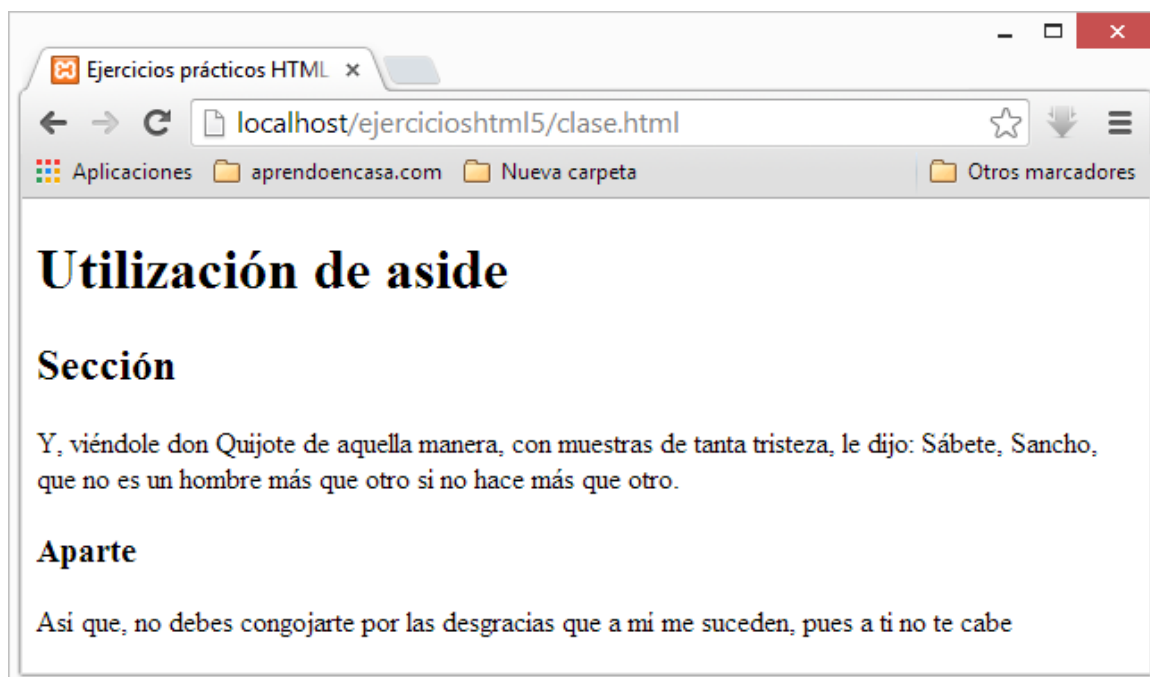 Ejercicios prácticos HTML
localhost/ejercicioshtml5/clase.html
Aplicaciones aprendoencasa.com Nueva carpeta Otros marcadores
Utilización de aside
Sección
Y, viéndole don Quijote de aquella manera, con muestras de tanta tristeza, le dijo: Sábete, Sancho,
que no es un hombre más que otro si no hace más que otro.
Aparte
Así que, no debes congojarte por las desgracias que a mi me suceden, pues a ti no te cabe